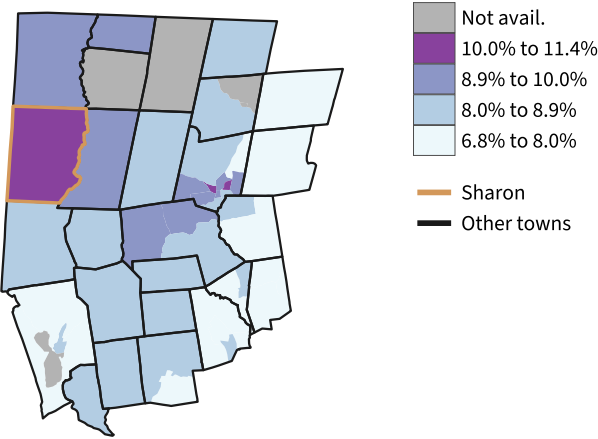 Not avail.
10.0% to 11.4%
8.9% to 10.0%
8.0% to 8.9%
6.8% to 8.0%
Sharon
Other towns